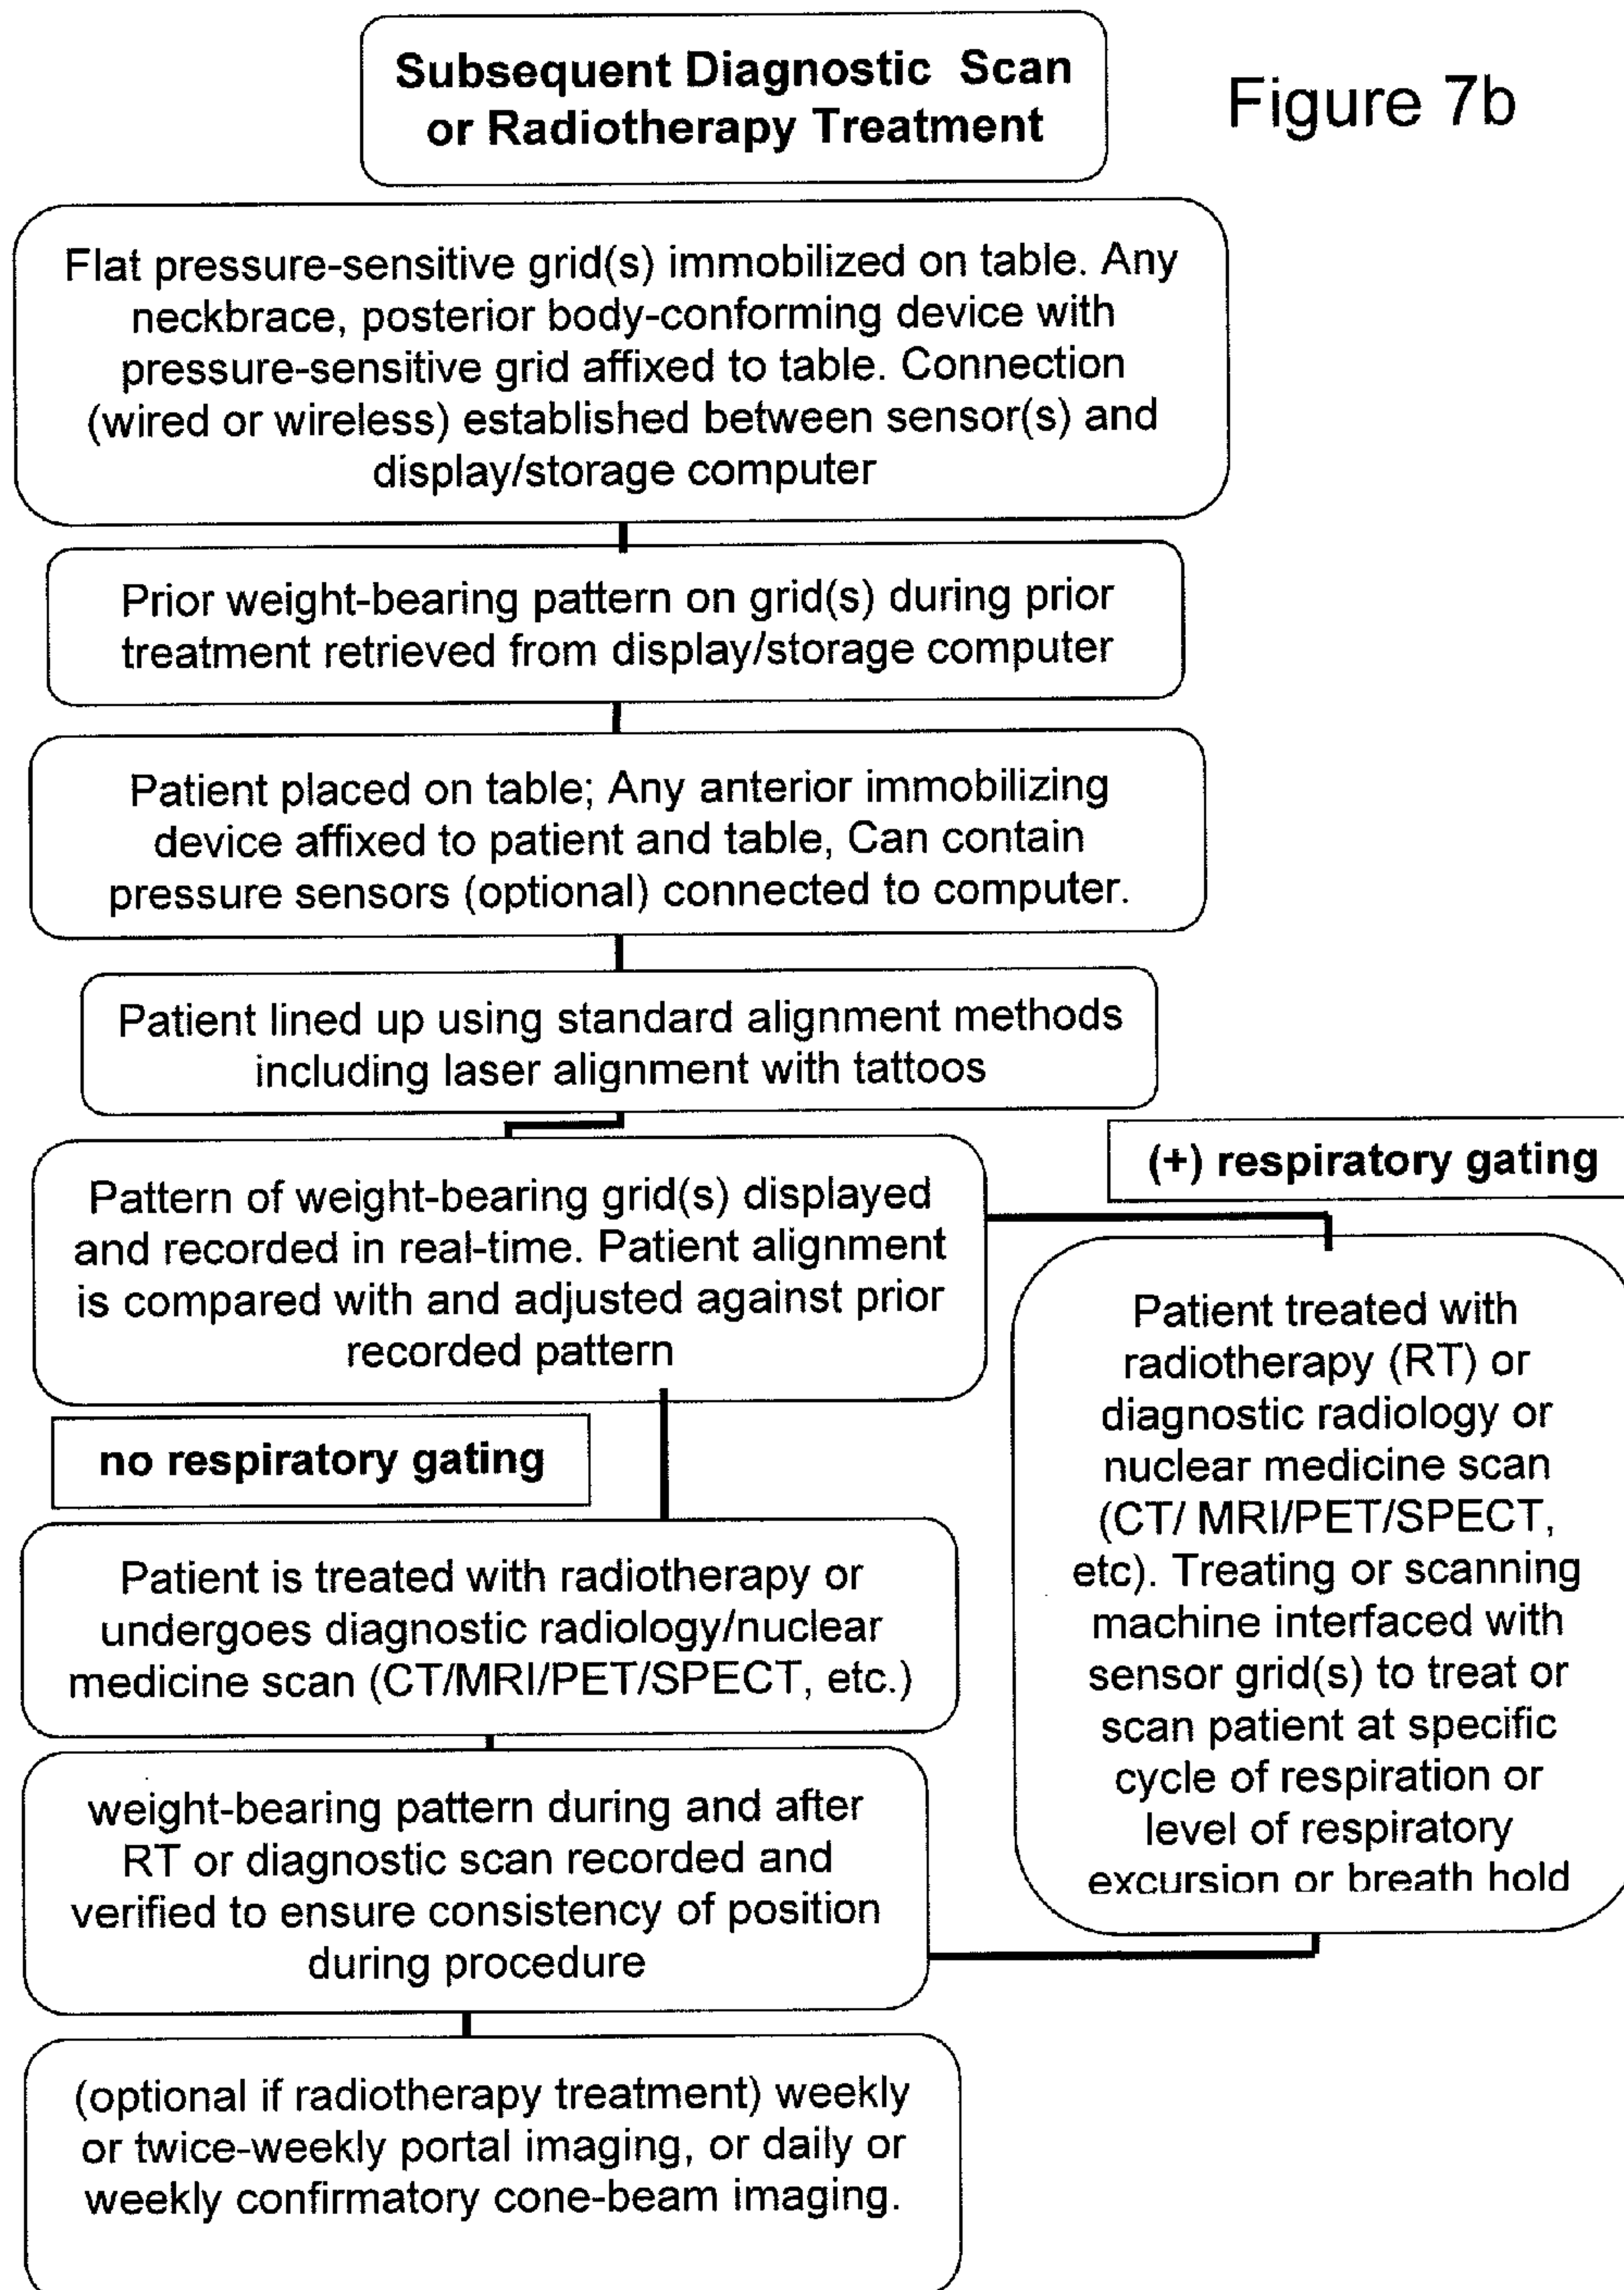 Subsequent Diagnostic Scan
or Radiotherapy Treatment
Figure 7b
Flat pressure-sensitive grid(s) immobilized on table. Any
neckbrace, posterior body-conforming device with
pressure-sensitive grid affixed to table. Connection
(wired or wireless) established between sensor(s) and
display/storage computer
Prior weight-bearing pattern on grid(s) during prior
treatment retrieved from display/storage computer
Patient placed on table; Any anterior immobilizing
device affixed to patient and table, Can contain
pressure sensors (optional) connected to computer.
Patient lined up using standard alignment methods
including laser alignment with tattoos
Pattern of weight-bearing grid(s) displayed
and recorded in real-time. Patient alignment
is compared with and adjusted against prior
recorded pattern
(+) respiratory gating
Patient treated with
radiotherapy (RT) or
diagnostic radiology or
nuclear medicine scan
(CT/ MRI/PET/SPECT,
etc). Treating or scanning
machine interfaced with
sensor grid(s) to treat or
scan patient at specific
cycle of respiration or
level of respiratory
excursion or breath hold
no respiratory gating
Patient is treated with radiotherapy or
undergoes diagnostic radiology/nuclear
medicine scan (CT/MRI/PET/SPECT, etc.)
weight-bearing pattern during and after
RT or diagnostic scan recorded and
verified to ensure consistency of position
during procedure
(optional if radiotherapy treatment) weekly
or twice-weekly portal imaging, or daily or
weekly confirmatory cone-beam imaging.